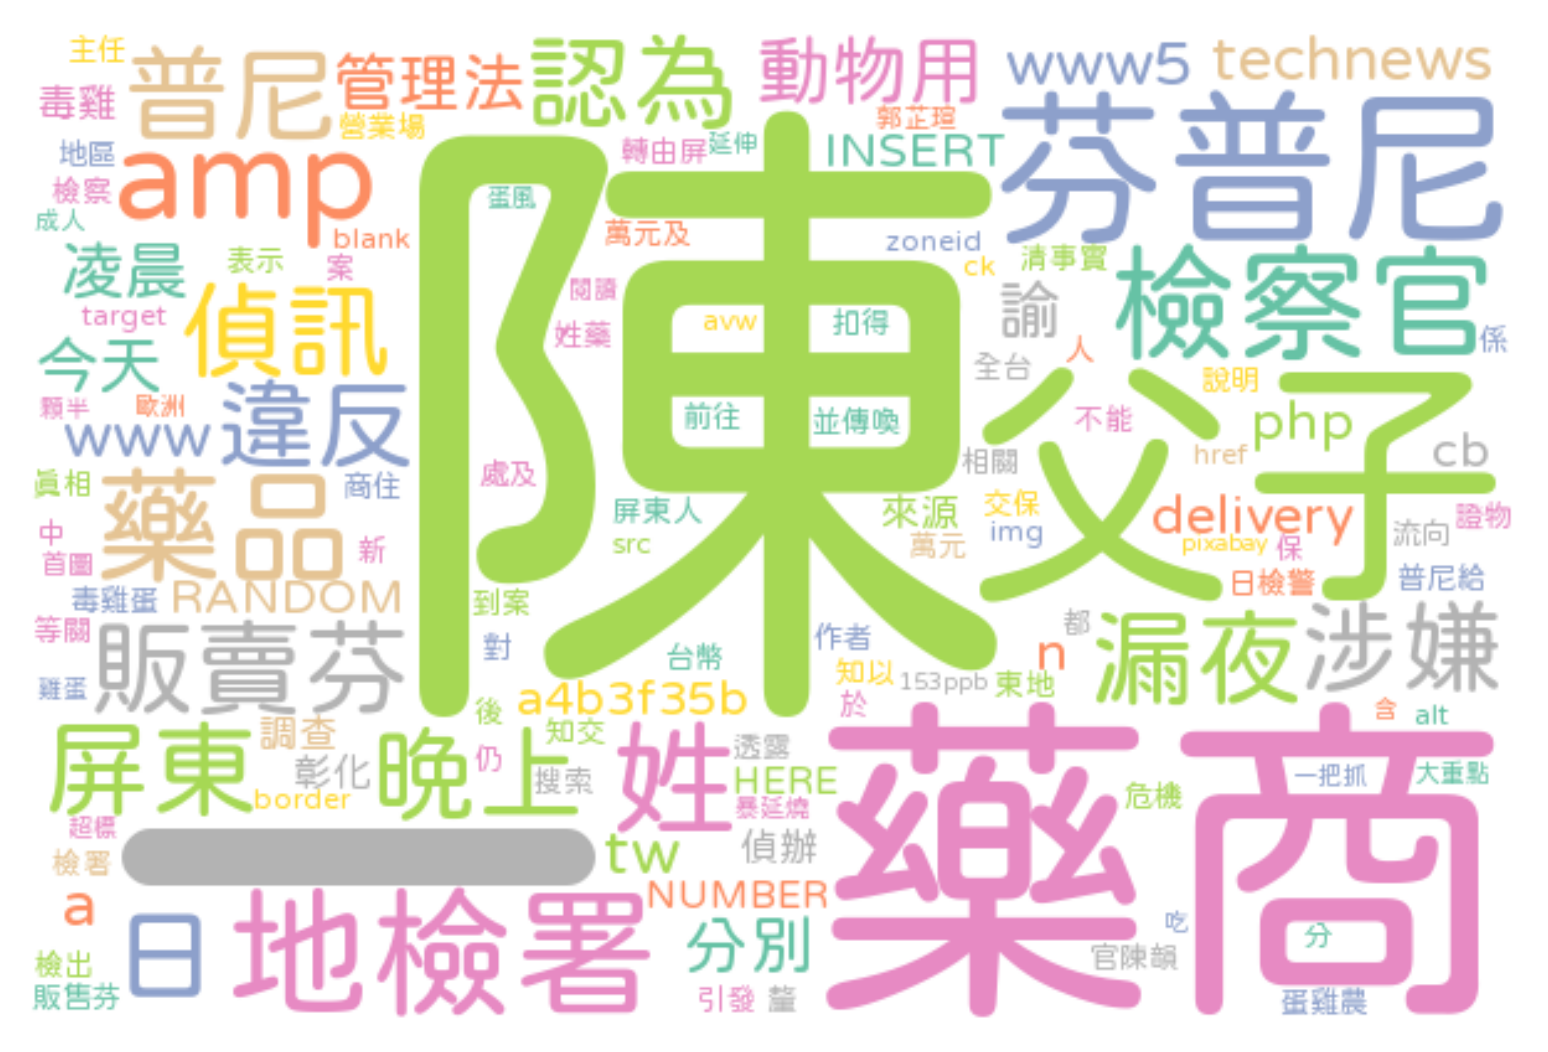 主任
普尼
管理法
認為
動物用
www5
technews
毒雞
營業場
郭芷瑄
芬普尼
地區
amp
轉由屏
延伸
INSERT
檢察
蛋風
陳
成人
blank
萬元及
zoneid
凌晨
表示
案
閱讀
ck
清事實
檢察官
target
偵訊
姓藥
avw
扣得
諭
係
今天
全台
人
說明
父子
顆半
歐洲
www
違反
前往
並傳喚
不能
php
href
cb
真相
藥品
商住
處及
相關
中
屏東人
來源
交保
delivery
流向
證物
首圖
新
src
萬元
img
pixabay
保
毒雞蛋
RANDOM
到案
日檢警
普尼給
等關
販賣芬
對
台幣
作者
都
n
漏夜
涉嫌
雞蛋
a4b3f35b
知以
153ppb
東地
後
於
含
alt
屏東
調查
晚上
知交
姓
透露
藥商
彰化
仍
搜索
HERE
一把抓
大重點
border
暴延燒
危機
超標
檢署
tw
偵辦
a
NUMBER
日
地檢署
分別
吃
分
檢出
官陳韻
販售芬
引發
釐
蛋雞農